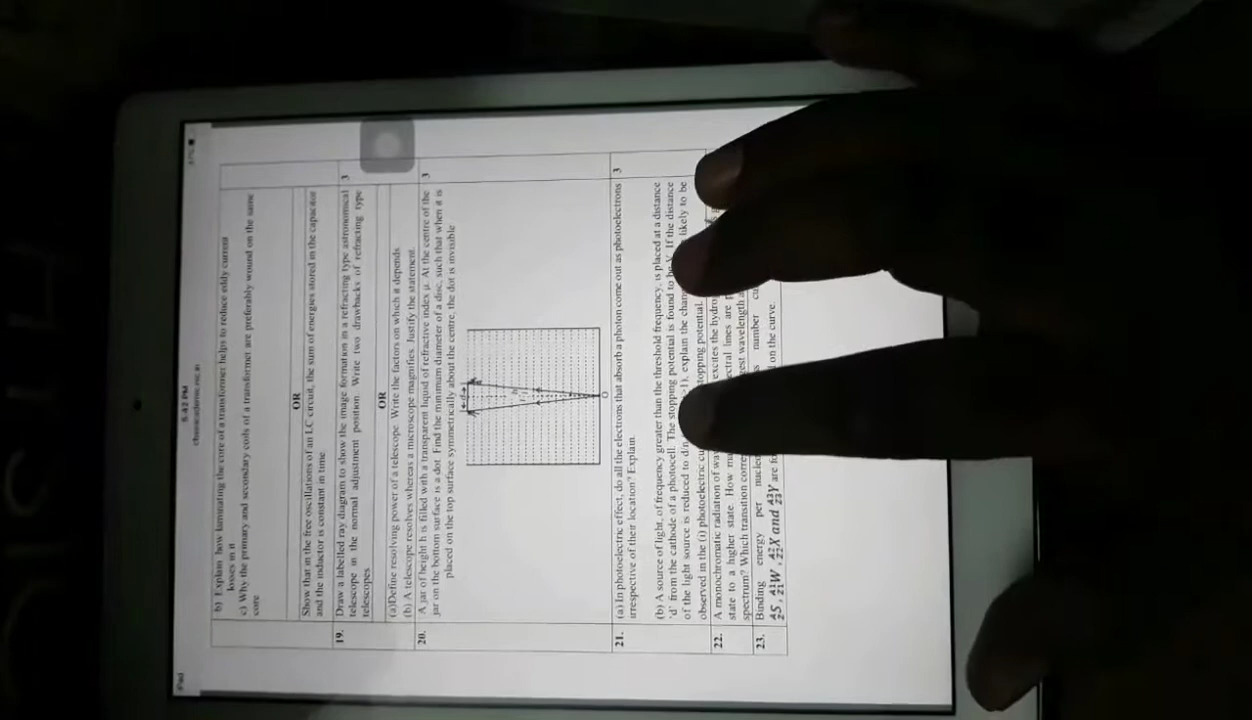 iPad
5:42 PM
b) Explain how laminating the core of a transformer helps to reduce eddy current
losses in it
c) Why the primary and secondary coils of a transformer are preferably wound on the same
core
OR
Show that in the free oscillations of an LC circuit, the sum of energies stored in the capacitor
and the inductor is constant in time
19. Draw a labelled ray diagram to show the image formation in a refracting type astronomical 3
telescope in the normal adjustment position. Write two drawbacks of refracting type
telescopes
OR
(a)Define resolving power of a telescope. Write the factors on which it depends
(b) A telescope resolves whereas a microscope magnifies. Justify the statement.
20. A jar of height h is filled with a transparent liquid of refractive index µ. At the centre of the 3
jar on the bottom surface is a dot. Find the minimum diameter of a disc, such that when it is
placed on the top surface symmetrically about the centre, the dot is invisible
d
O
21. (a) In photoelectric effect, do all the electrons that absorb a photon come out as photoelectrons 3
irrespective of their location? Explain.
(b) A source of light, of frequency greater than the threshold frequency, is placed at a distance
'd' from the cathode of a photocell. The stopping potential is found to be V. If the distance
of the light source is reduced to d/n explain the likely to be
observed in the (i) photoelectric stopping potential.
22. A monochromatic radiation of excites the
state to a higher state. How lines are
spectrum? Which transition wavelength
23. Binding energy per number
and are on the curve.